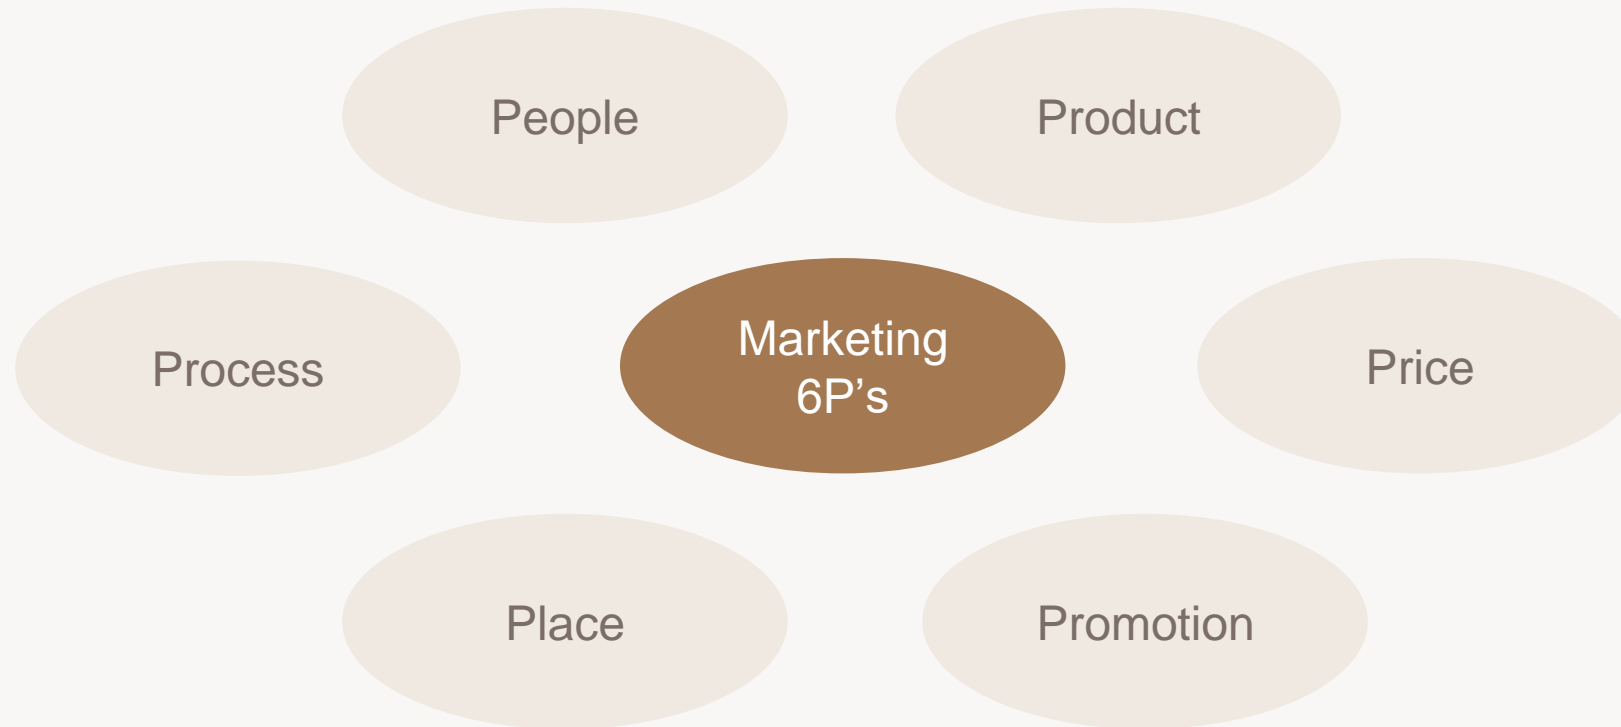 People
Product
Process
Marketing
6P’s
Price
Place
Promotion